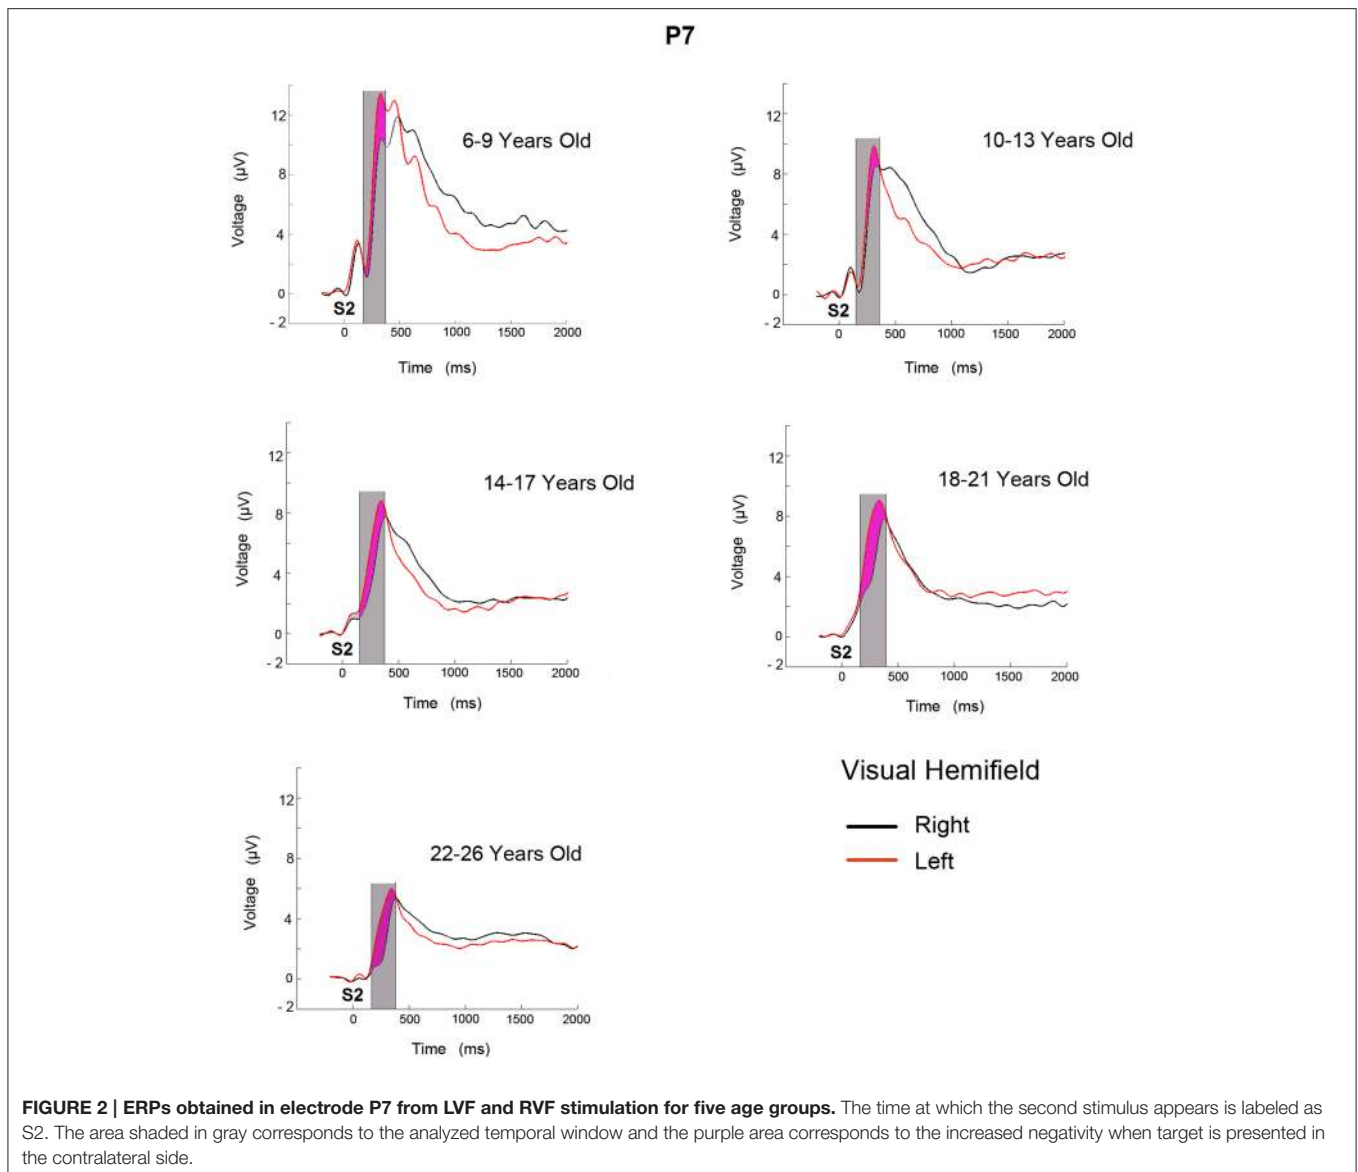 P7
12
8
4
0
- 2
Voltage (µV)
6-9 Years Old
S2
0 500 1000 1500 2000
Time (ms)
12
8
4
0
- 2
Voltage (µV)
10-13 Years Old
S2
0 500 1000 1500 2000
Time (ms)
12
8
4
0
- 2
Voltage (µV)
14-17 Years Old
S2
0 500 1000 1500 2000
Time (ms)
12
8
4
0
- 2
Voltage (µV)
18-21 Years Old
S2
0 500 1000 1500 2000
Time (ms)
12
8
4
0
- 2
Voltage (µV)
22-26 Years Old
S2
0 500 1000 1500 2000
Time (ms)
Visual Hemifield
Right
Left
FIGURE 2 | ERPs obtained in electrode P7 from LVF and RVF stimulation for five age groups. The time at which the second stimulus appears is labeled as
S2. The area shaded in gray corresponds to the analyzed temporal window and the purple area corresponds to the increased negativity when target is presented in
the contralateral side.